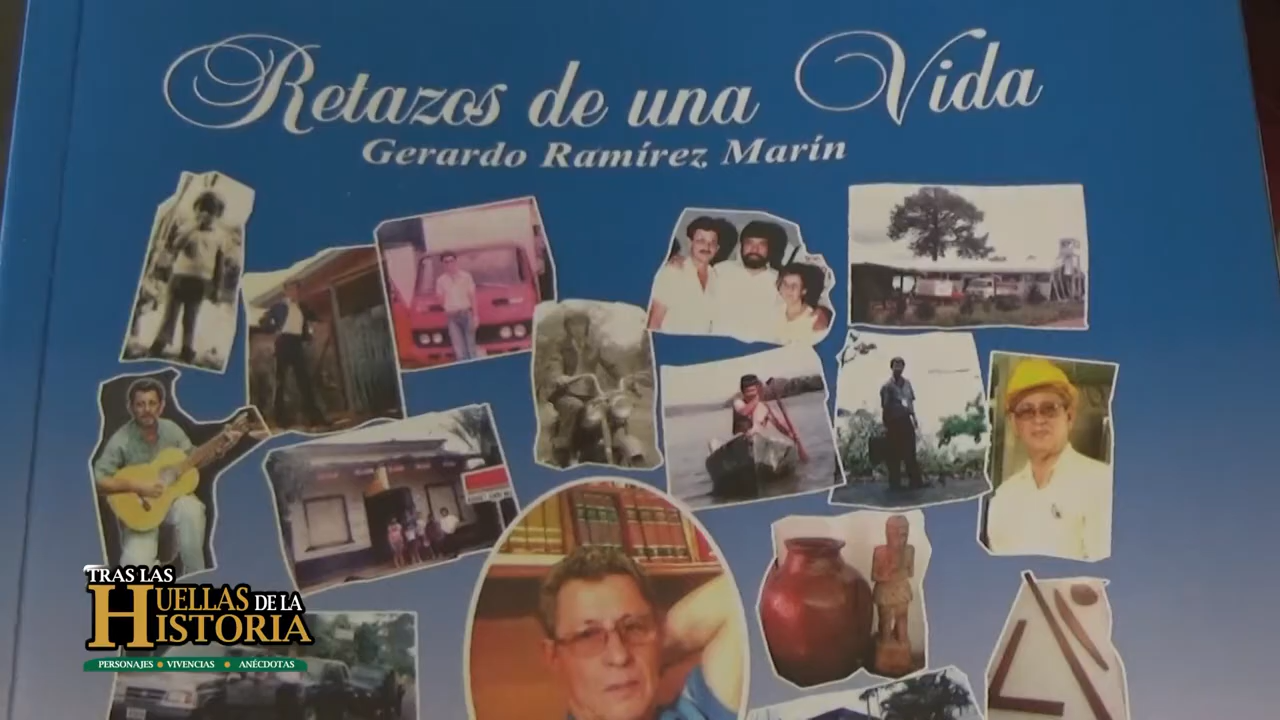 Retazos de una Vida
Gerardo Ramírez Marín
TRAS LAS
HUELLAS DE LA
HISTORIA
PERSONAJES • VIVENCIAS • ANÉCDOTAS